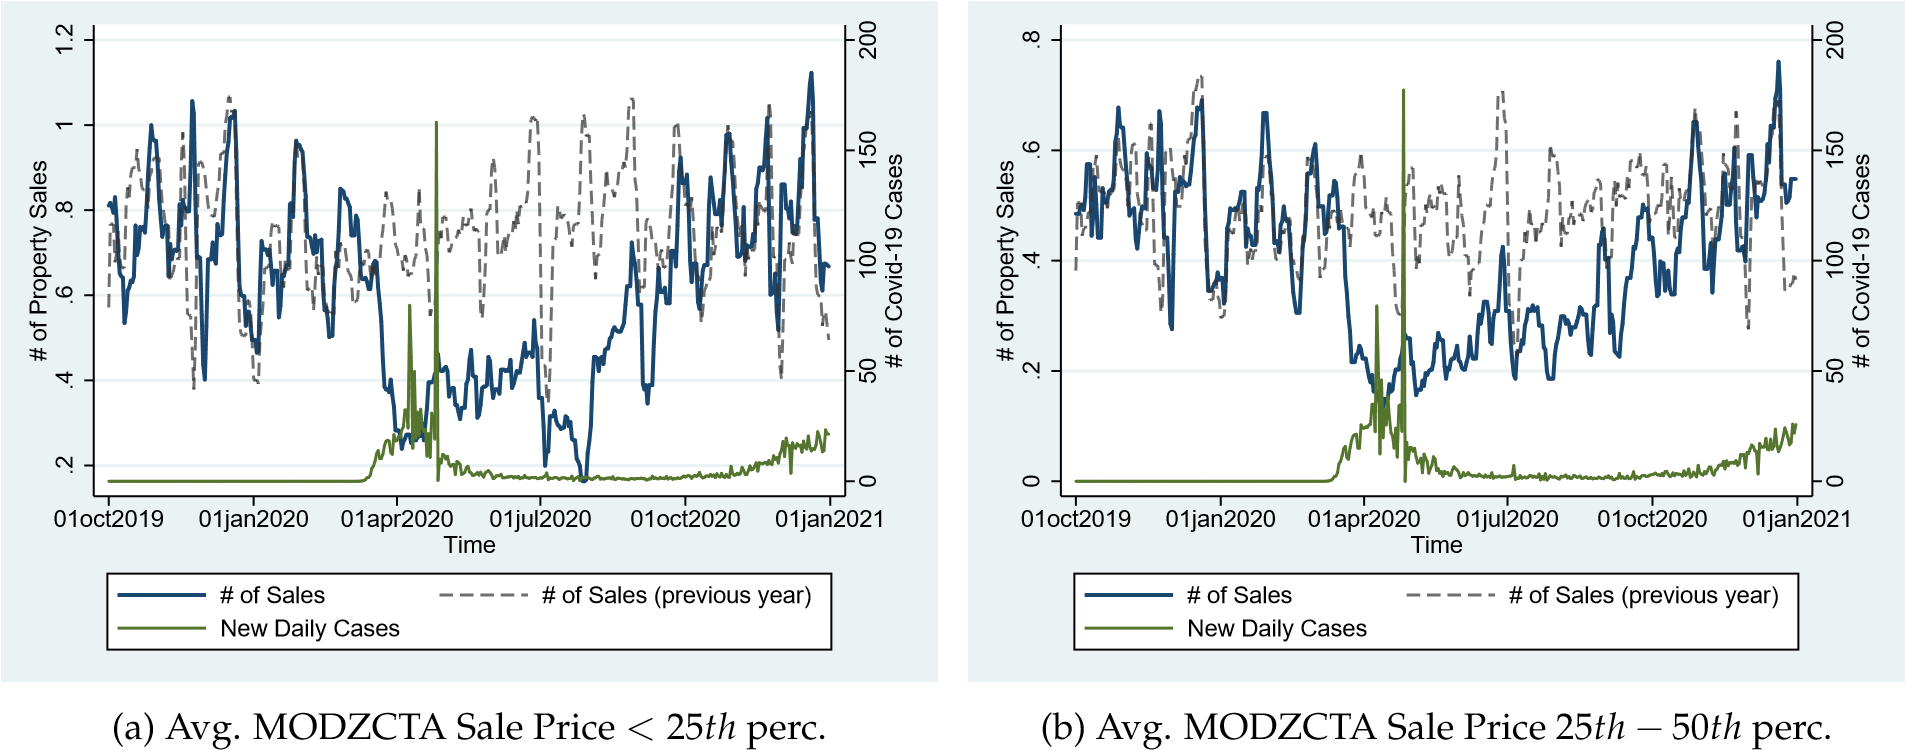 1.2
1
.8
.6
.4
.2
# of Property Sales
200
150
100
50
0
# of Covid-19 Cases
01oct2019 01jan2020 01apr2020 01jul2020 01oct2020 01jan2021
Time
# of Sales # of Sales (previous year)
New Daily Cases
(a) Avg. MODZCTA Sale Price < 25th perc.
.8
.6
.4
.2
0
# of Property Sales
200
150
100
50
0
# of Covid-19 Cases
01oct2019 01jan2020 01apr2020 01jul2020 01oct2020 01jan2021
Time
# of Sales # of Sales (previous year)
New Daily Cases
(b) Avg. MODZCTA Sale Price 25th − 50th perc.